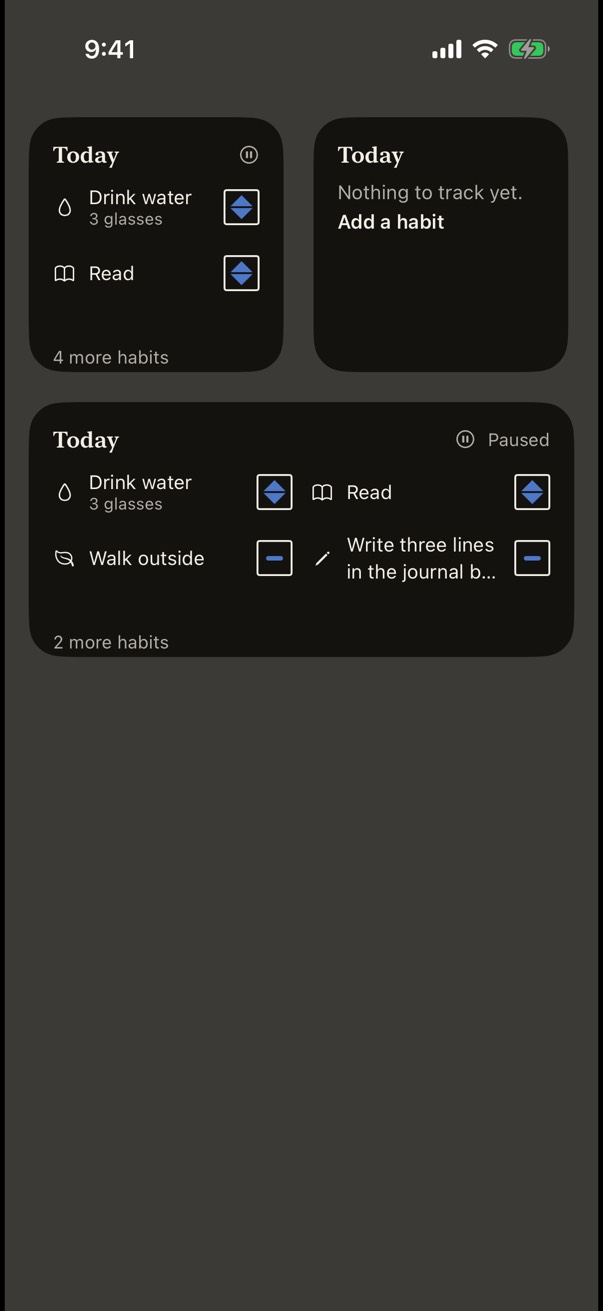 9:41
Today
Drink water
3 glasses
Read
4 more habits
Today
Nothing to track yet.
Add a habit
Today
Paused
Drink water
3 glasses
Read
Walk outside
Write three lines
in the journal b...
2 more habits